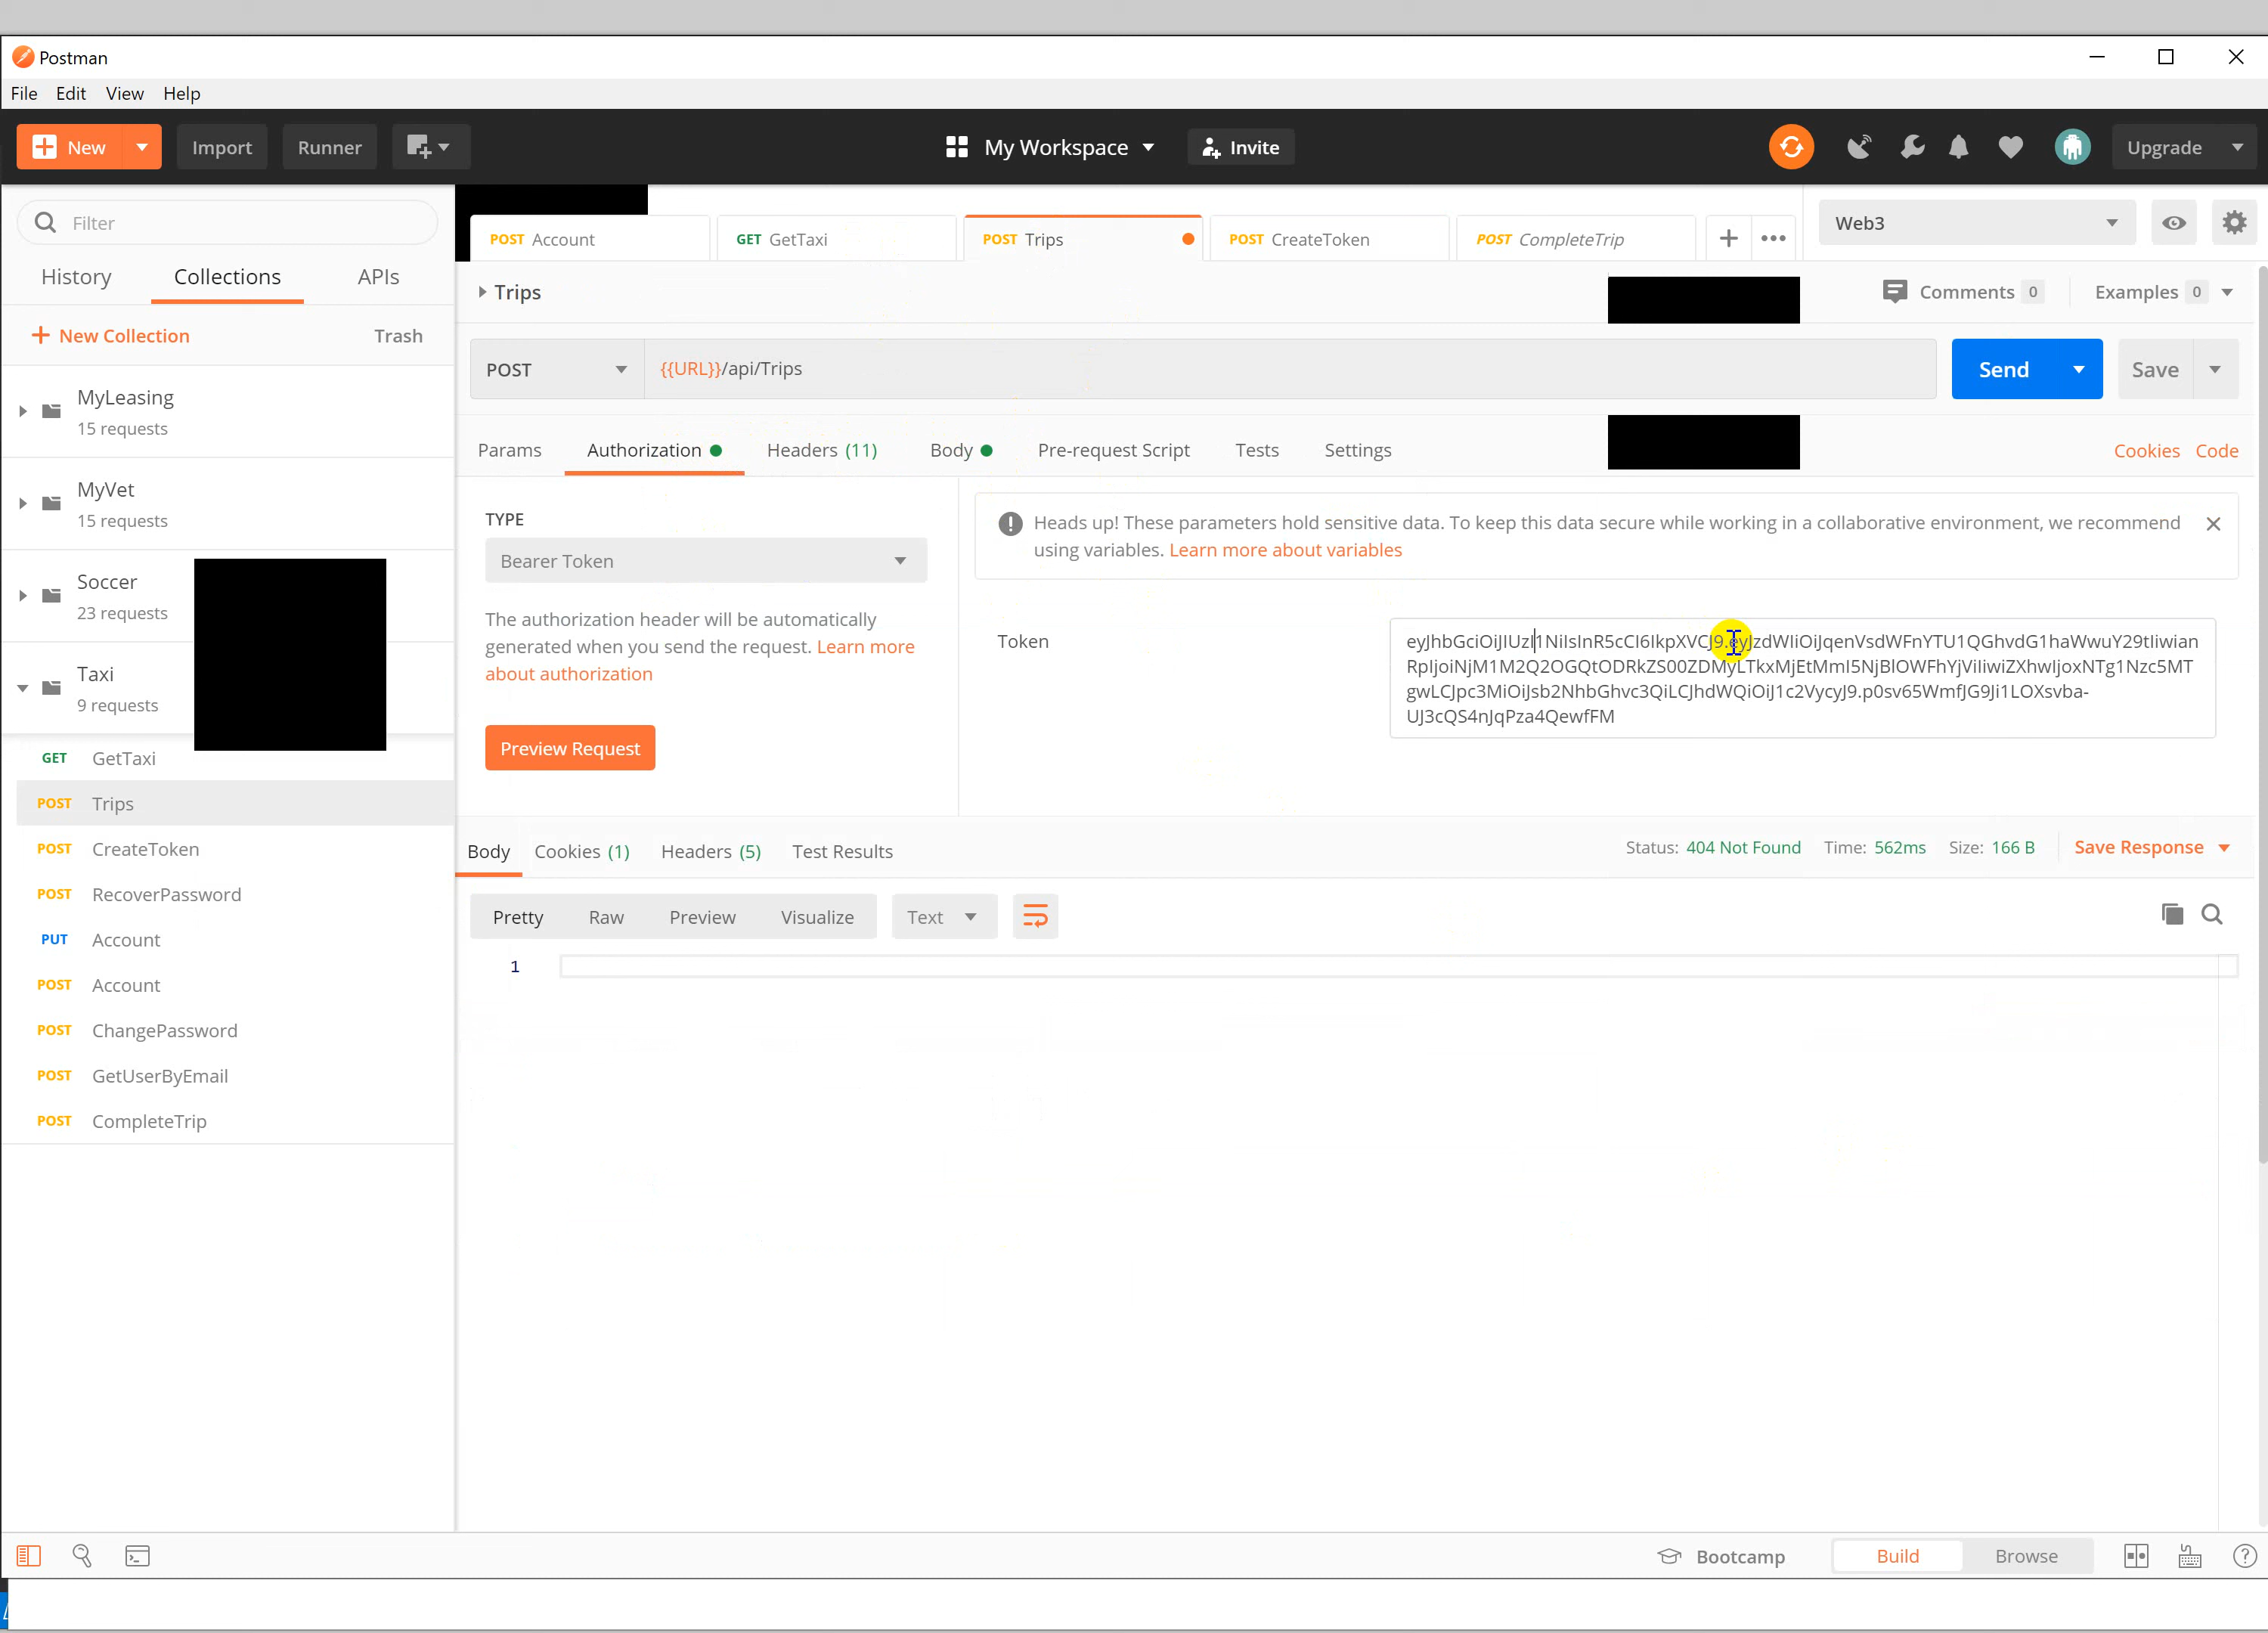 Postman
File Edit View Help
New Import Runner My Workspace Invite Upgrade
Filter
History Collections APIs
New Collection Trash
MyLeasing
15 requests
MyVet
15 requests
Soccer
23 requests
Taxi
9 requests
GET GetTaxi
POST Trips
POST CreateToken
POST RecoverPassword
PUT Account
POST Account
POST ChangePassword
POST GetUserByEmail
POST CompleteTrip
POST Account GET GetTaxi POST Trips POST CreateToken POST CompleteTrip
Web3
Trips
Comments 0 Examples 0
POST {{URL}}/api/Trips Send Save
Params Authorization Headers (11) Body Pre-request Script Tests Settings Cookies Code
TYPE
Bearer Token
The authorization header will be automatically
generated when you send the request. Learn more
about authorization
Preview Request
Heads up! These parameters hold sensitive data. To keep this data secure while working in a collaborative environment, we recommend
using variables. Learn more about variables
Token
Body Cookies (1) Headers (5) Test Results Status: 404 Not Found Time: 562ms Size: 166 B Save Response
Pretty Raw Preview Visualize Text
1
Bootcamp Build Browse